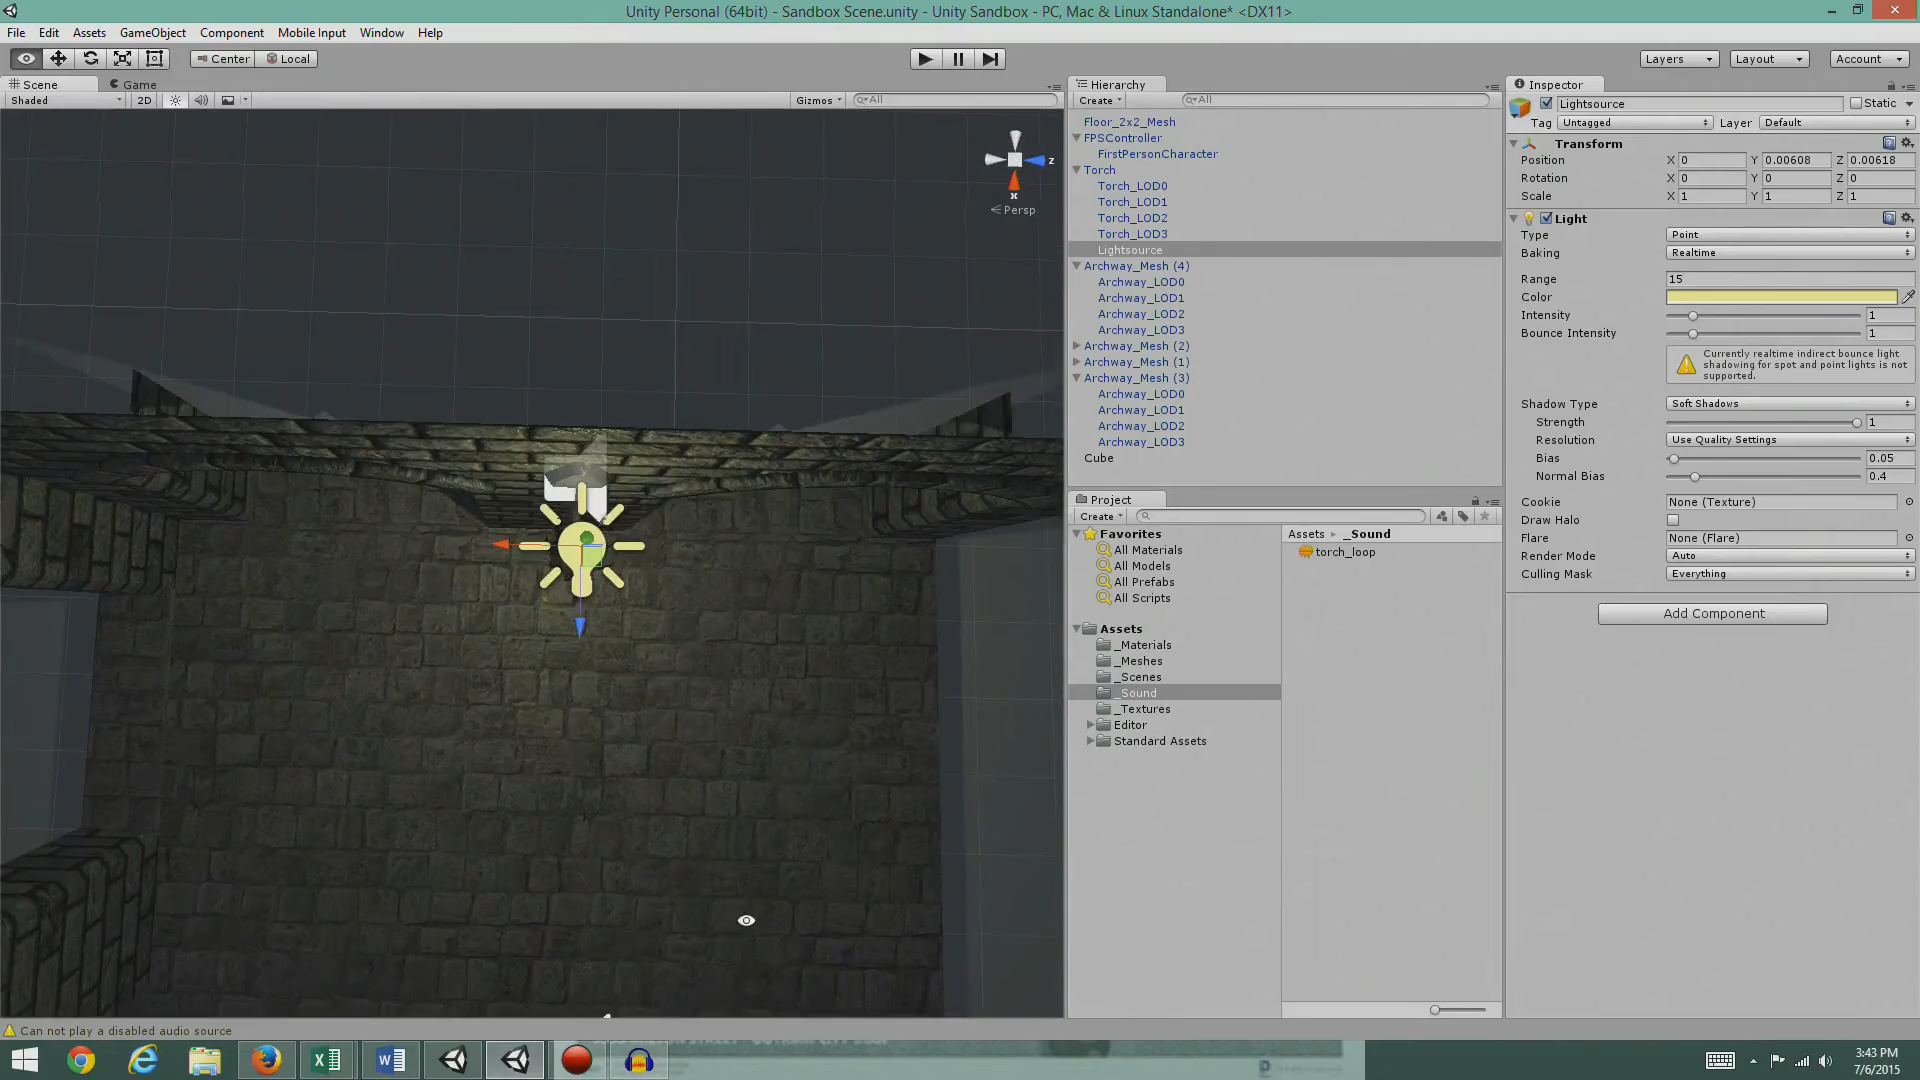 Unity Personal (64bit) - Sandbox Scene.unity - Unity Sandbox - PC, Mac & Linux Standalone* <DX11>
File Edit Assets GameObject Component Mobile Input Window Help
Center Local
Layers Layout Account
Scene Game
Shaded 2D Gizmos All
z
x
Persp
Hierarchy
Create All
Floor_2x2_Mesh
FPSController
FirstPersonCharacter
Torch
Torch_LOD0
Torch_LOD1
Torch_LOD2
Torch_LOD3
Lightsource
Archway_Mesh (4)
Archway_LOD0
Archway_LOD1
Archway_LOD2
Archway_LOD3
Archway_Mesh (2)
Archway_Mesh (1)
Archway_Mesh (3)
Archway_LOD0
Archway_LOD1
Archway_LOD2
Archway_LOD3
Cube
Project
Create
Favorites
All Materials
All Models
All Prefabs
All Scripts
Assets
_Materials
_Meshes
_Scenes
_Sound
_Textures
Editor
Standard Assets
Assets _Sound
torch_loop
Inspector
Lightsource Static
Tag Untagged Layer Default
Transform
Position X 0 Y 0.00608 Z 0.00618
Rotation X 0 Y 0 Z 0
Scale X 1 Y 1 Z 1
Light
Type Point
Baking Realtime
Range 15
Color
Intensity 1
Bounce Intensity 1
Currently realtime indirect bounce light
shadowing for spot and point lights is not
supported.
Shadow Type Soft Shadows
Strength 1
Resolution Use Quality Settings
Bias 0.05
Normal Bias 0.4
Cookie None (Texture)
Draw Halo
Flare None (Flare)
Render Mode Auto
Culling Mask Everything
Add Component
Can not play a disabled audio source
3:43 PM
7/6/2015